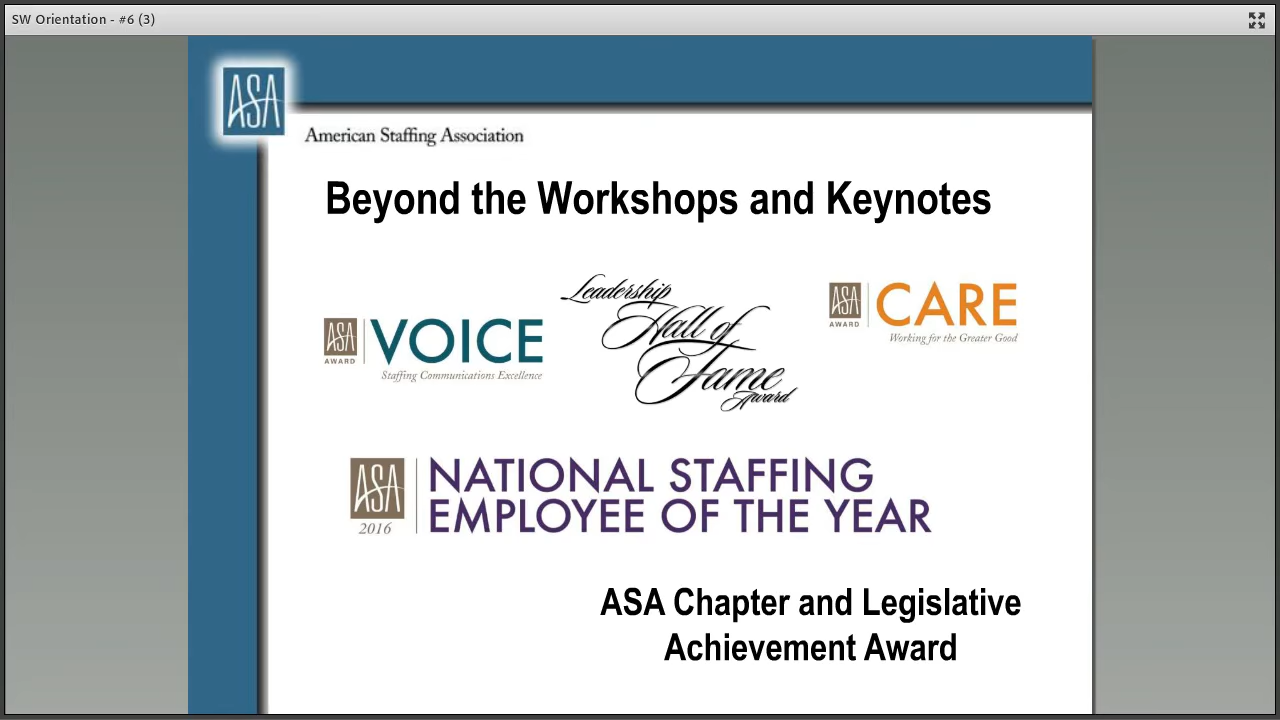 SW Orientation - #6 (3)
ASA
American Staffing Association
Beyond the Workshops and Keynotes
ASA
AWARD
VOICE
Staffing Communications Excellence
Leadership
Hall of
Fame
Award
ASA
AWARD
CARE
Working for the Greater Good
ASA
2016
NATIONAL STAFFING
EMPLOYEE OF THE YEAR
ASA Chapter and Legislative
Achievement Award